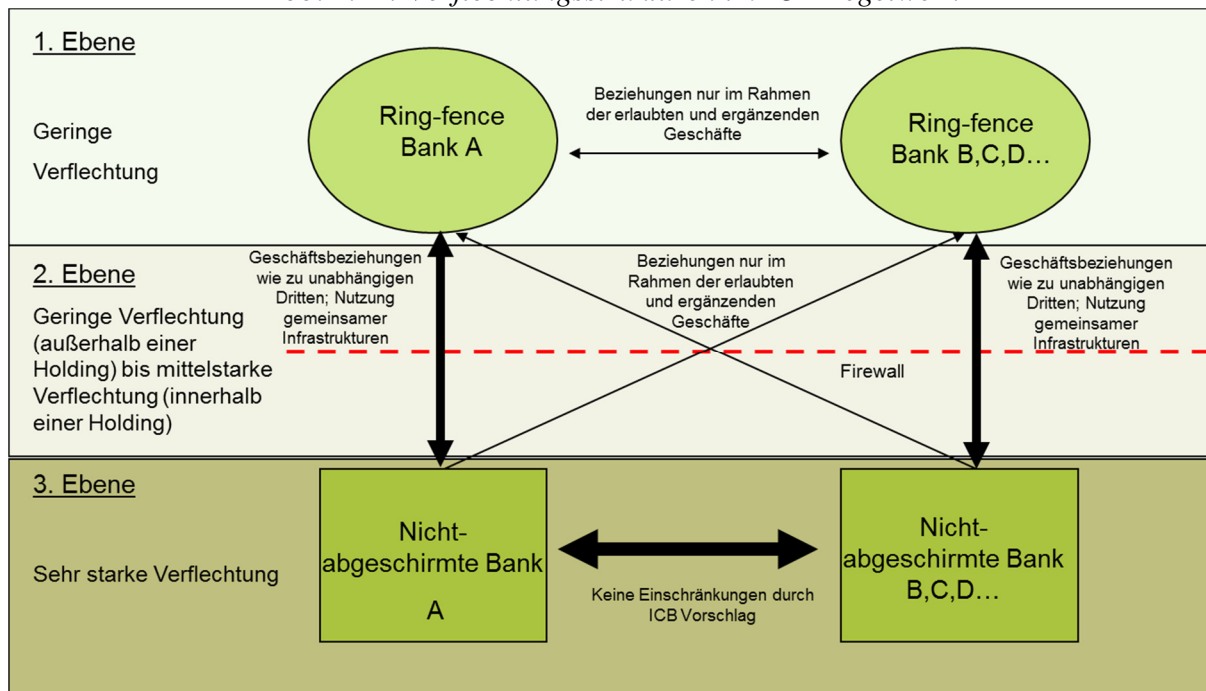 1. Ebene
Geringe
Verflechtung
Ring-fence
Bank A
Beziehungen nur im Rahmen
der erlaubten und ergänzenden
Geschäfte
Ring-fence
Bank B,C,D…
2. Ebene
Geringe Verflechtung
(außerhalb einer
Holding) bis mittelstarke
Verflechtung (innerhalb
einer Holding)
Geschäftsbeziehungen
wie zu unabhängigen
Dritten; Nutzung
gemeinsamer
Infrastrukturen
Beziehungen nur im
Rahmen der erlaubten
und ergänzenden
Geschäfte
Geschäftsbeziehungen
wie zu unabhängigen
Dritten; Nutzung
gemeinsamer
Infrastrukturen
Firewall
3. Ebene
Sehr starke Verflechtung
Nicht-
abgeschirmte Bank
A
Keine Einschränkungen durch
ICB Vorschlag
Nicht-
abgeschirmte Bank
B,C,D…